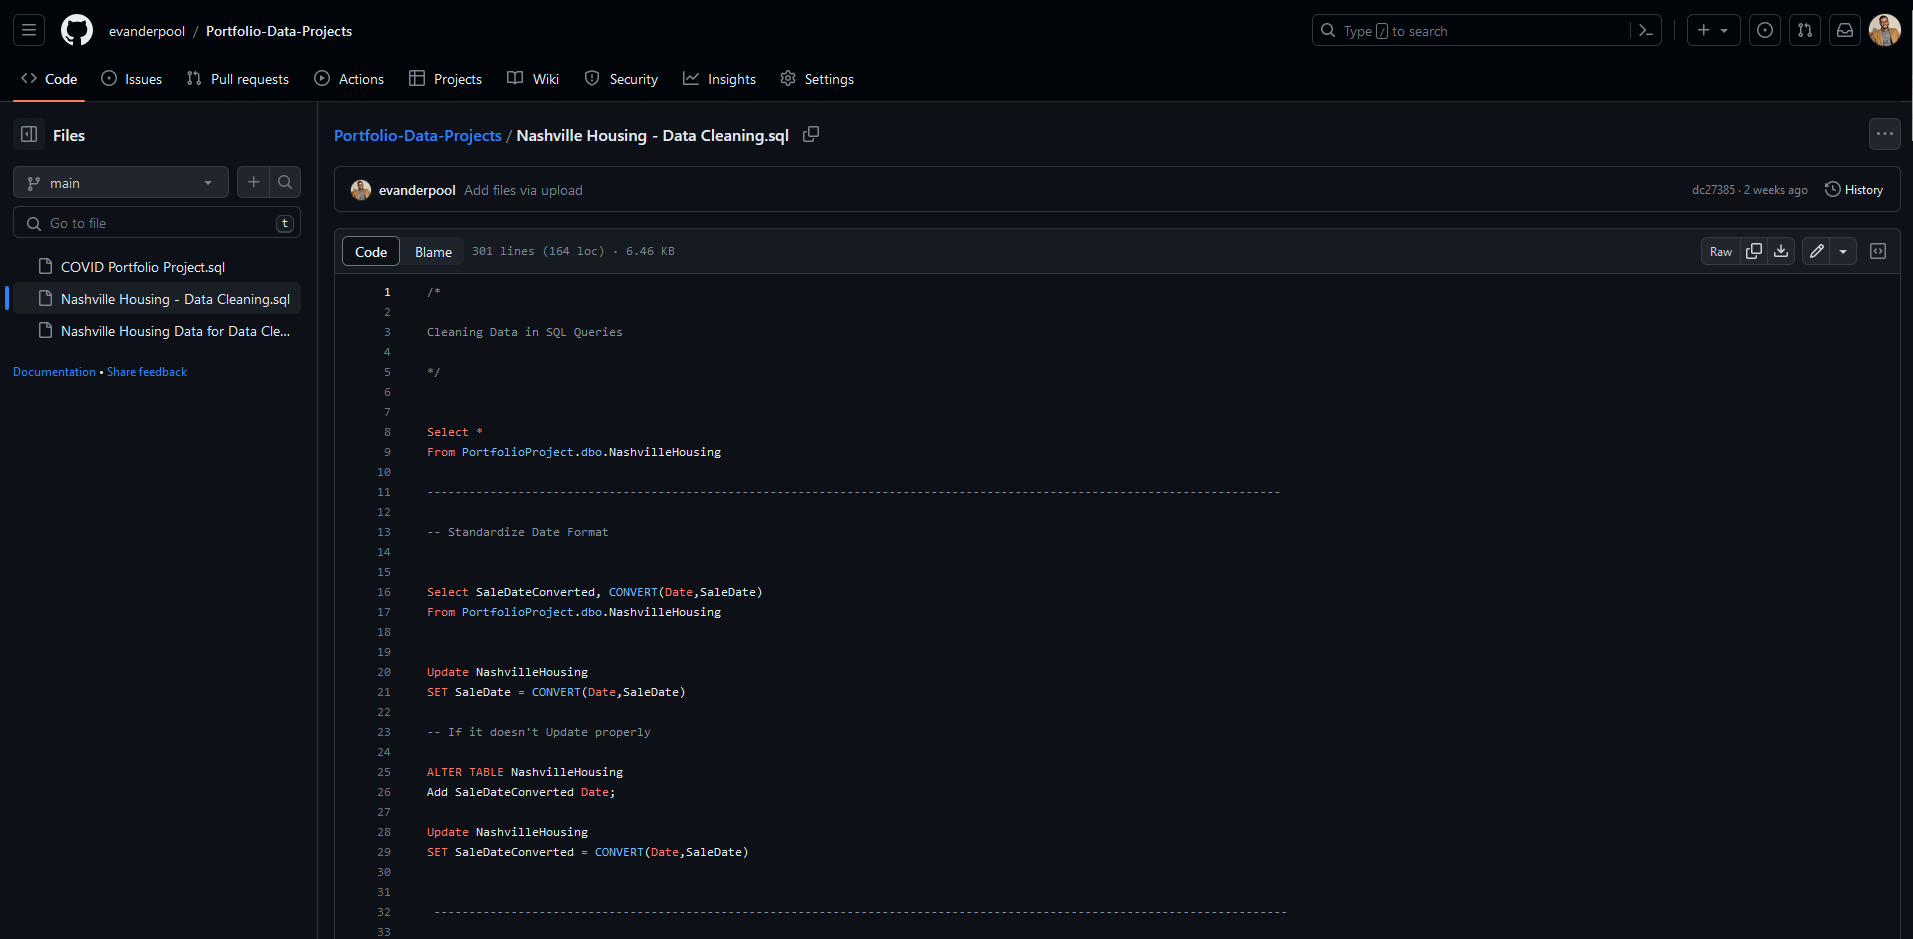 evanderpool / Portfolio-Data-Projects
Type / to search
Code Issues Pull requests Actions Projects Wiki Security Insights Settings
Files
main
Go to file t
COVID Portfolio Project.sql
Nashville Housing - Data Cleaning.sql
Nashville Housing Data for Data Cle...
Documentation • Share feedback
Portfolio-Data-Projects / Nashville Housing - Data Cleaning.sql
evanderpool Add files via upload
dc27385 · 2 weeks ago History
Code Blame 301 lines (164 loc) · 6.46 KB
Raw
1 /*
2
3 Cleaning Data in SQL Queries
4
5 */
6
7
8 Select *
9 From PortfolioProject.dbo.NashvilleHousing
10
11 --------------------------------------------------------------------------------------------------------------------------
12
13 -- Standardize Date Format
14
15
16 Select SaleDateConverted, CONVERT(Date,SaleDate)
17 From PortfolioProject.dbo.NashvilleHousing
18
19
20 Update NashvilleHousing
21 SET SaleDate = CONVERT(Date,SaleDate)
22
23 -- If it doesn't Update properly
24
25 ALTER TABLE NashvilleHousing
26 Add SaleDateConverted Date;
27
28 Update NashvilleHousing
29 SET SaleDateConverted = CONVERT(Date,SaleDate)
30
31
32 --------------------------------------------------------------------------------------------------------------------------
33